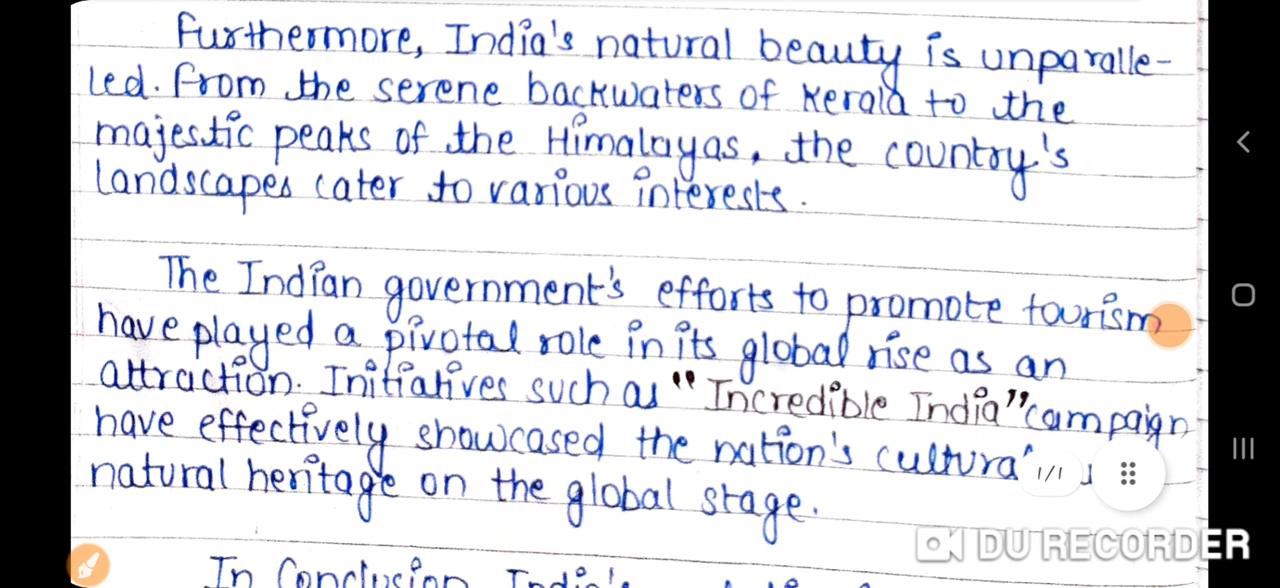 Furthermore, India's natural beauty is unparalle-
led. From the serene backwaters of Kerala to the
majestic peaks of the Himalayas, the country's
landscapes cater to various interests.
The Indian government's efforts to promote tourism
have played a pivotal role in its global rise as an
attraction. Initiatives such as "Incredible India" campaign
have effectively showcased the nation's
natural heritage on the global stage.
1/1
DU RECORDER
In Conclusion, India's